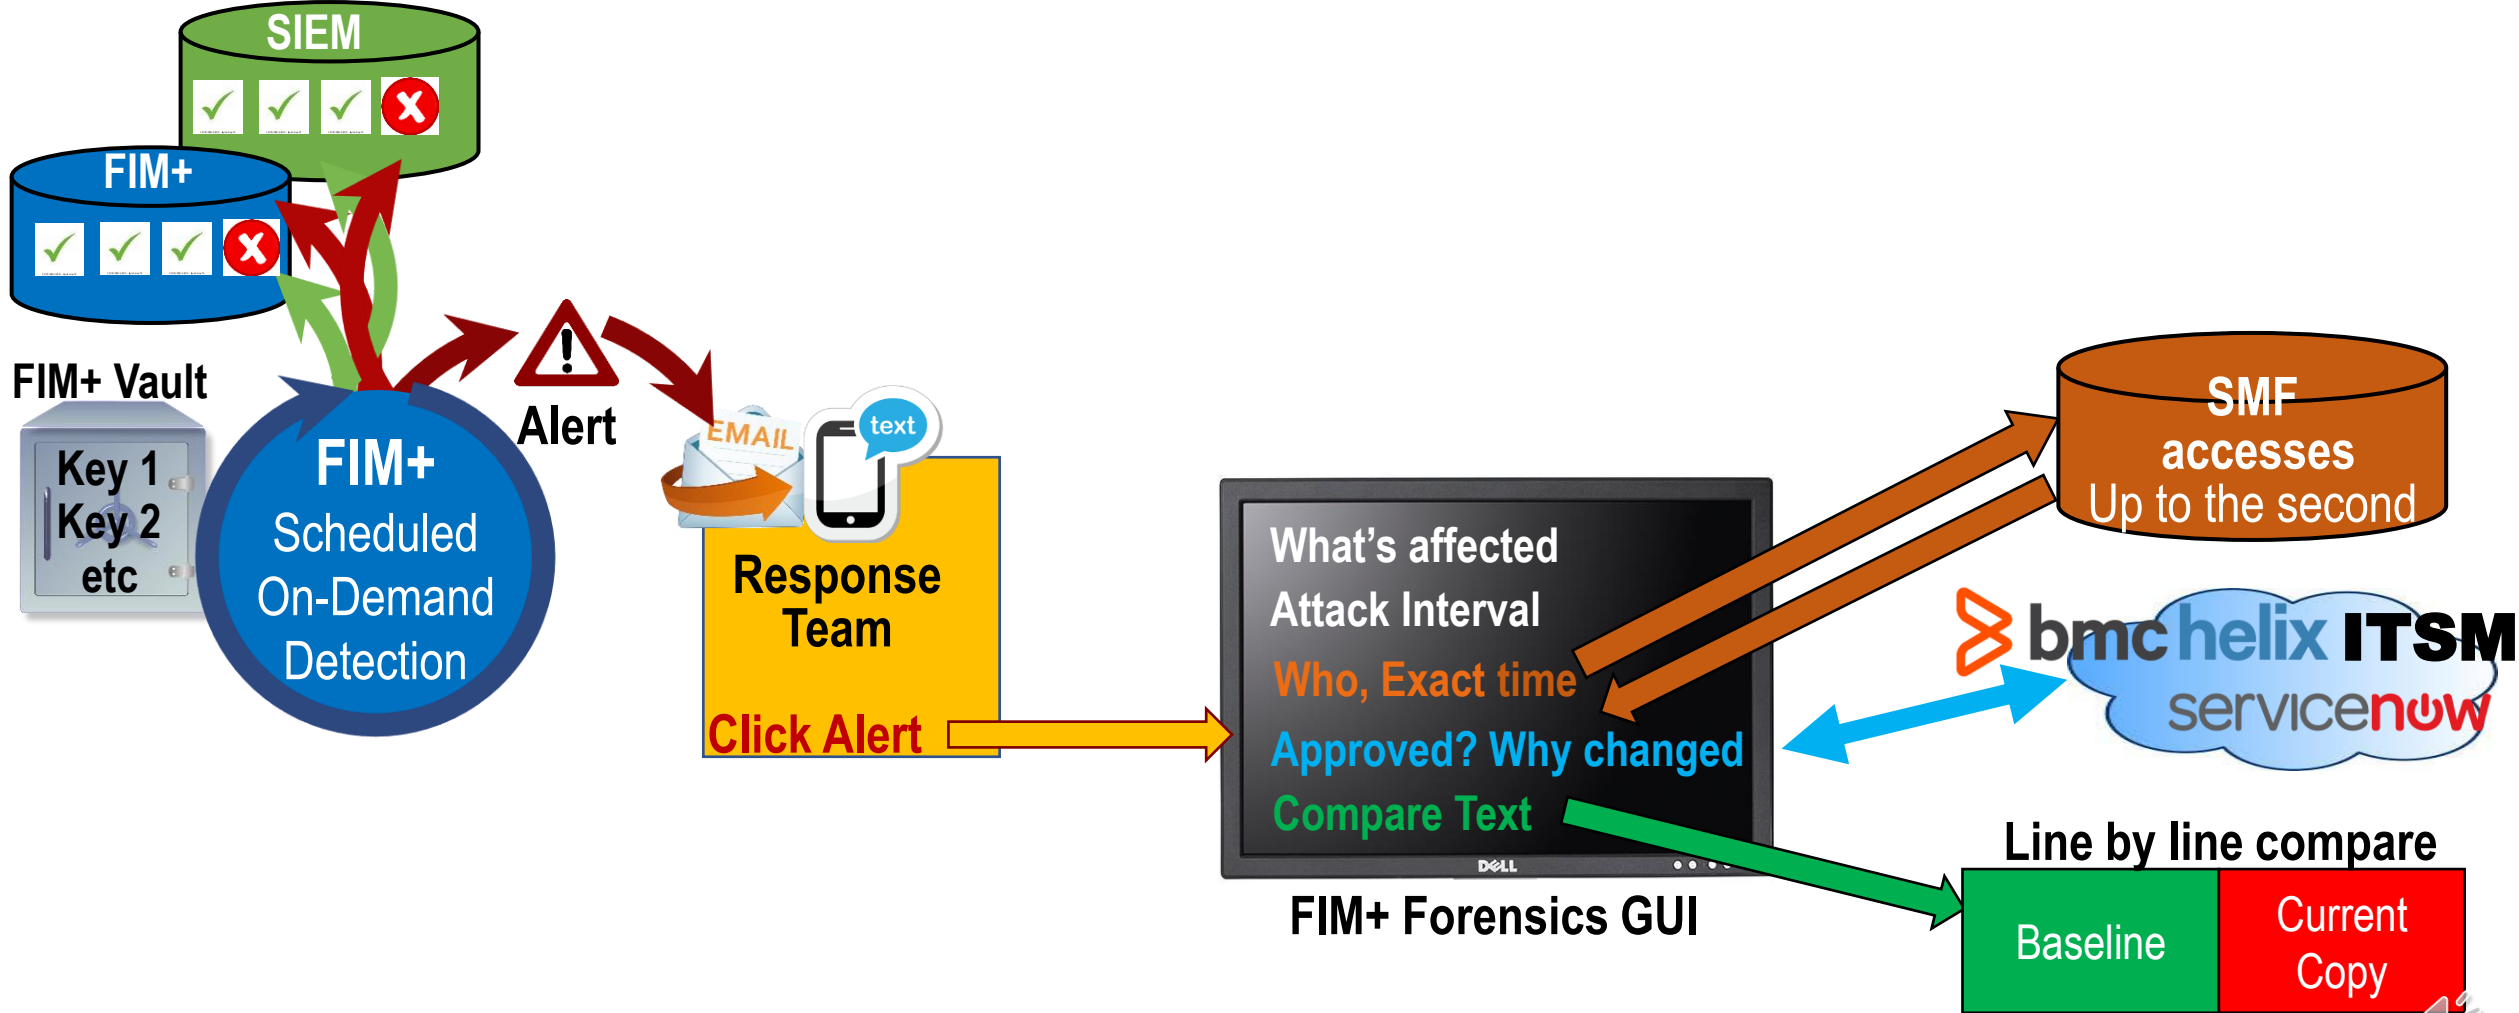 SIEM
FIM+
FIM+ Vault
Key 1
Key 2
etc
FIM+
Scheduled
On-Demand
Detection
Alert
EMAIL
text
Response
Team
Click Alert
What's affected
Attack Interval
Who, Exact time
Approved? Why changed
Compare Text
DELL
FIM+ Forensics GUI
SMF
accesses
Up to the second
bmc helix ITSM
servicenow
Line by line compare
Baseline
Current
Copy